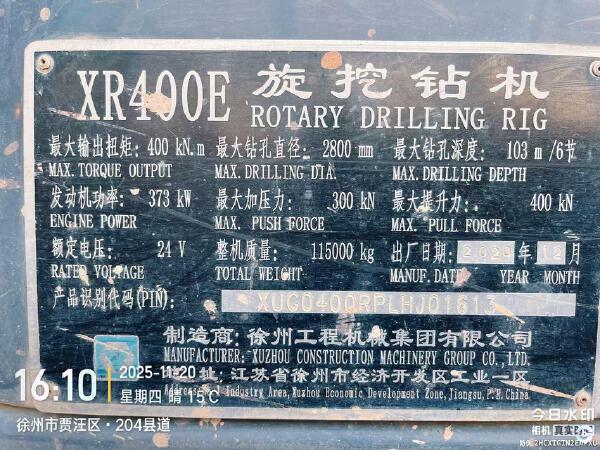 XR400E 旋挖钻机
ROTARY DRILLING RIG
最大输出扭矩: 400 kN.m 最大钻孔直径: 2800 mm 最大钻孔深度: 103 m /6节
MAX. TORQUE OUTPUT MAX. DRILLING DIA. MAX. DRILLING DEPTH
发动机功率: 373 kW 最大加压力: 300 kN 最大提升力: 400 kN
ENGINE POWER MAX. PUSH FORCE MAX. PULL FORCE
额定电压: 24 V 整机质量: 115000 kg 出厂日期: 2020 年 12 月
RATED VOLTAGE TOTAL WEIGHT MANUF. DATE YEAR MONTH
产品识别代码(PIN): XUG0400RPLHJ01613
制造商: 徐州工程机械集团有限公司
MANUFACTURER: XUZHOU CONSTRUCTION MACHINERY GROUP CO., LTD.
地址: 江苏省徐州市经济开发区工业一区
Industry Area, Xuzhou Economic Development Zone, Jiangsu, P.R. China
16:10 2025-11-20
星期四 晴 15℃
徐州市贾汪区·204县道
今日水印
相机 真实
防伪